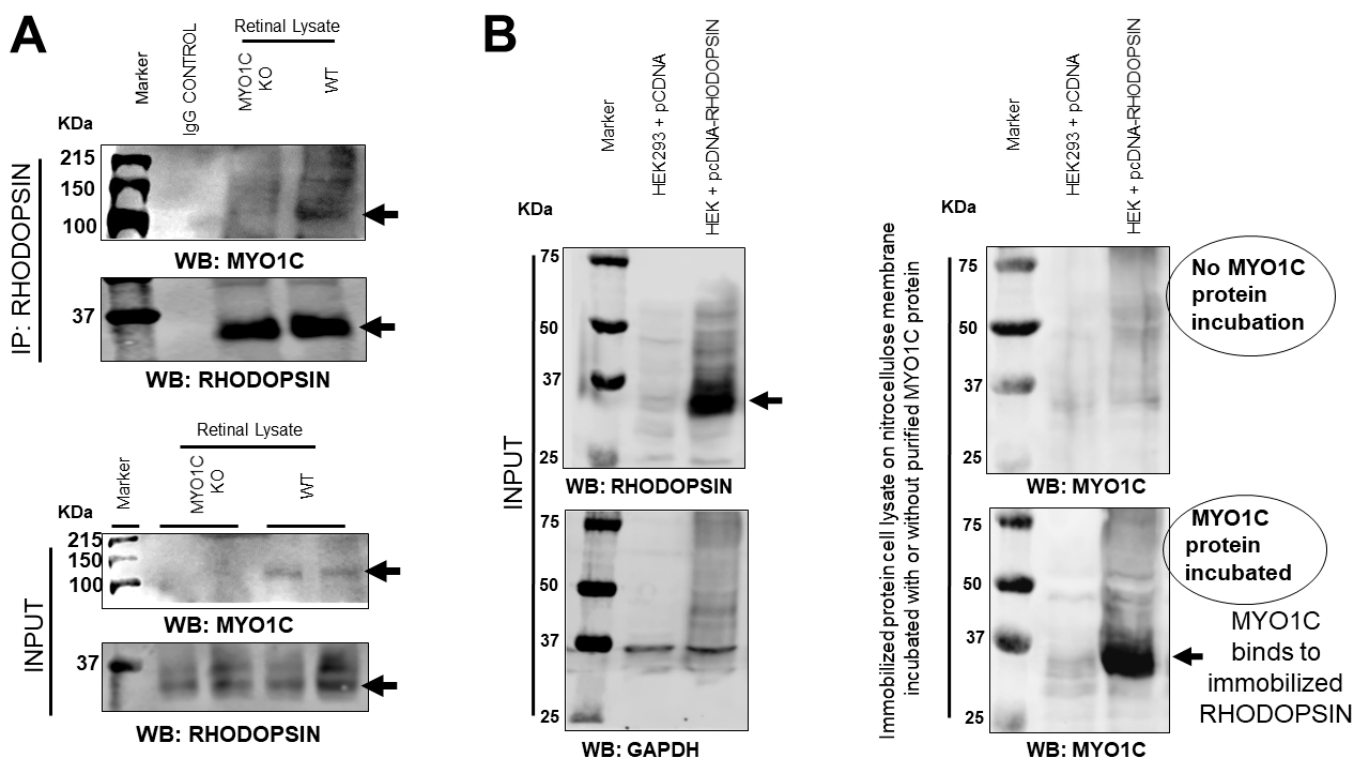 A
Retinal Lysate
Marker
IgG CONTROL
MYO1C
KO
WT
KDa
215
150
100
WB: MYO1C
37
WB: RHODOPSIN
IP: RHODOPSIN
Retinal Lysate
Marker
MYO1C
KO
WT
KDa
215
150
100
WB: MYO1C
37
WB: RHODOPSIN
INPUT
B
Marker
HEK293 + pCDNA
HEK + pcDNA-RHODOPSIN
KDa
75
50
37
25
WB: RHODOPSIN
75
50
37
25
WB: GAPDH
INPUT
Immobilized protein cell lysate on nitrocellulose membrane
incubated with or without purified MYO1C protein
Marker
HEK293 + pCDNA
HEK + pcDNA-RHODOPSIN
KDa
75
50
37
25
WB: MYO1C
No MYO1C
protein
incubation
75
50
37
25
WB: MYO1C
MYO1C
protein
incubated
MYO1C
binds to
immobilized
RHODOPSIN